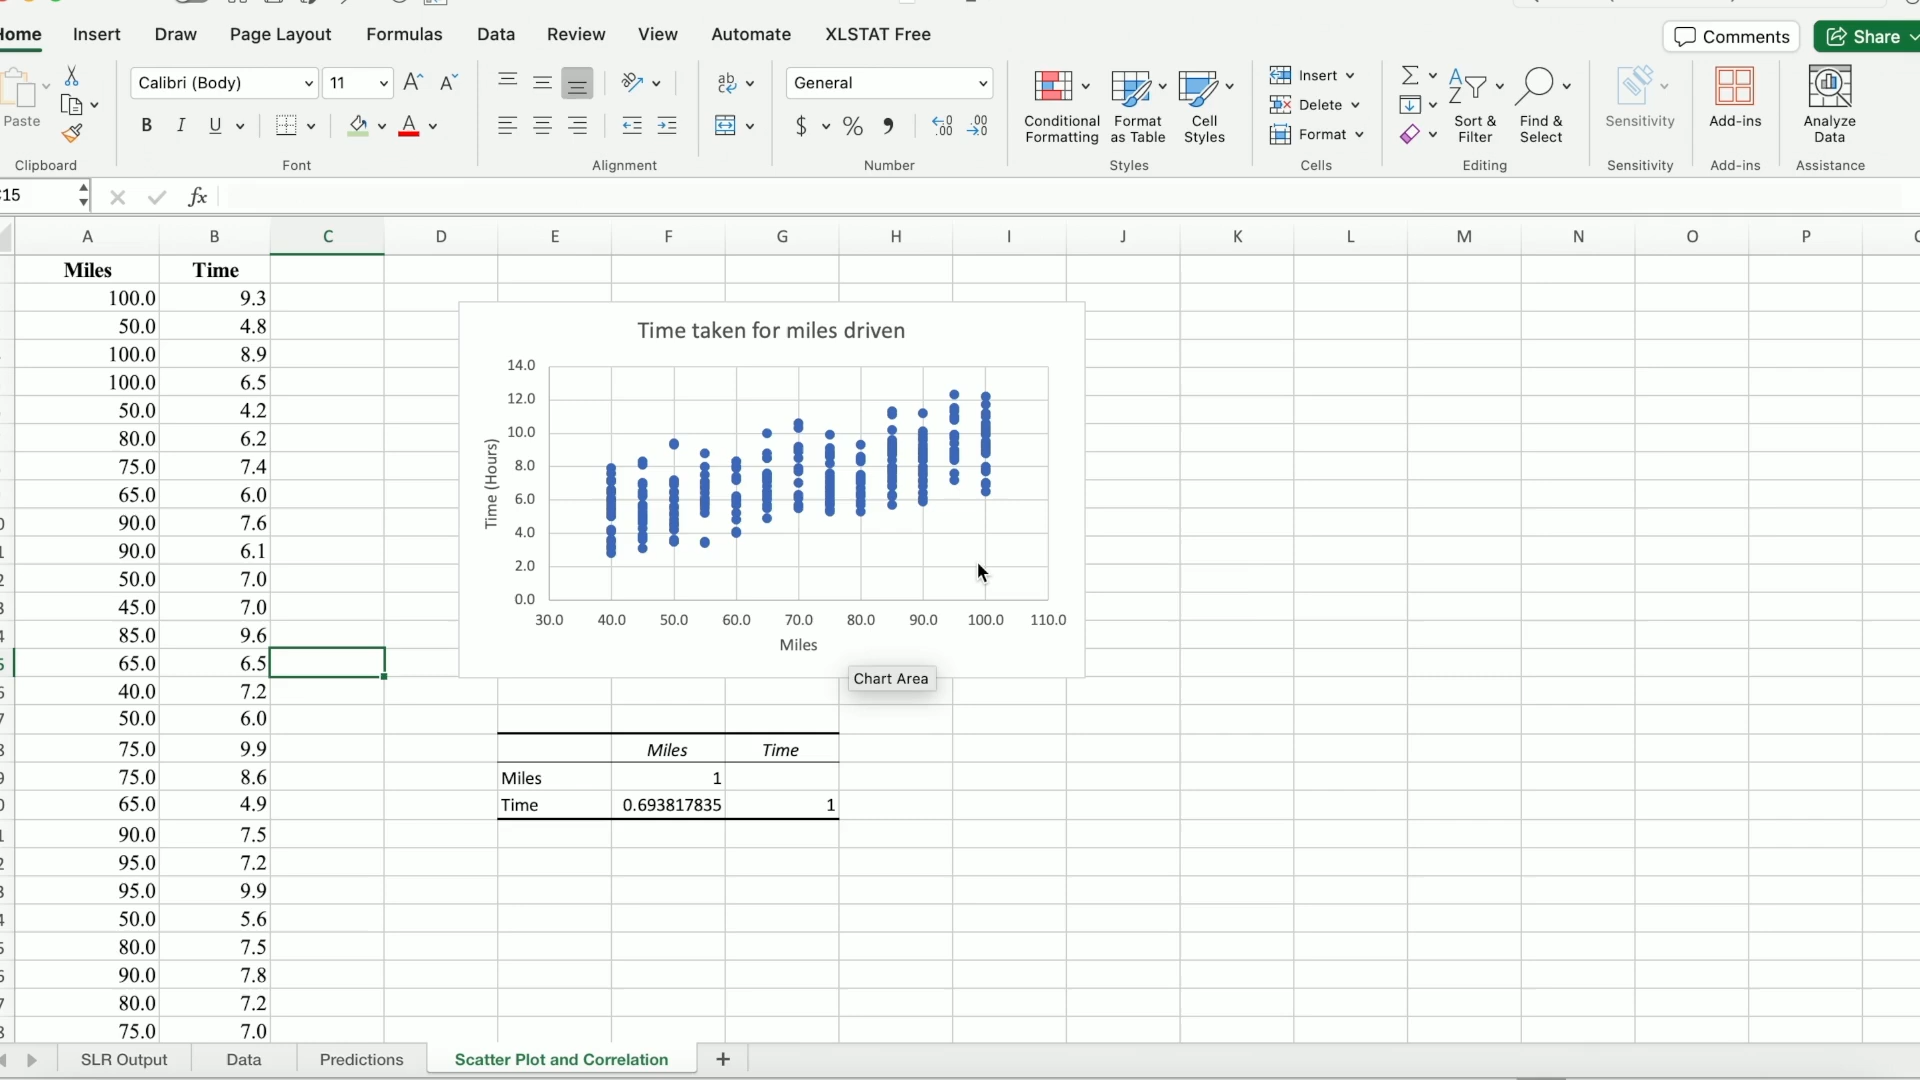 Home Insert Draw Page Layout Formulas Data Review View Automate XLSTAT Free Comments Share
Calibri (Body) 11 ab General Insert
Delete
Paste B I U $ % Conditional Formatting Format as Table Cell Styles Format Sort & Filter Find & Select Sensitivity Add-ins Analyze Data
Clipboard Font Alignment Number Styles Cells Editing Sensitivity Add-ins Assistance
15 fx
A B C D E F G H I J K L M N O P
Miles Time
100.0 9.3
50.0 4.8
100.0 8.9
100.0 6.5
50.0 4.2
80.0 6.2
75.0 7.4
65.0 6.0
90.0 7.6
90.0 6.1
50.0 7.0
45.0 7.0
85.0 9.6
65.0 6.5
40.0 7.2
50.0 6.0
75.0 9.9
75.0 8.6
65.0 4.9
90.0 7.5
95.0 7.2
95.0 9.9
50.0 5.6
80.0 7.5
90.0 7.8
80.0 7.2
75.0 7.0
Time taken for miles driven
14.0
12.0
10.0
8.0
6.0
4.0
2.0
0.0
Time (Hours)
30.0 40.0 50.0 60.0 70.0 80.0 90.0 100.0 110.0
Miles
Chart Area
Miles Time
Miles 1
Time 0.693817835 1
SLR Output Data Predictions Scatter Plot and Correlation +